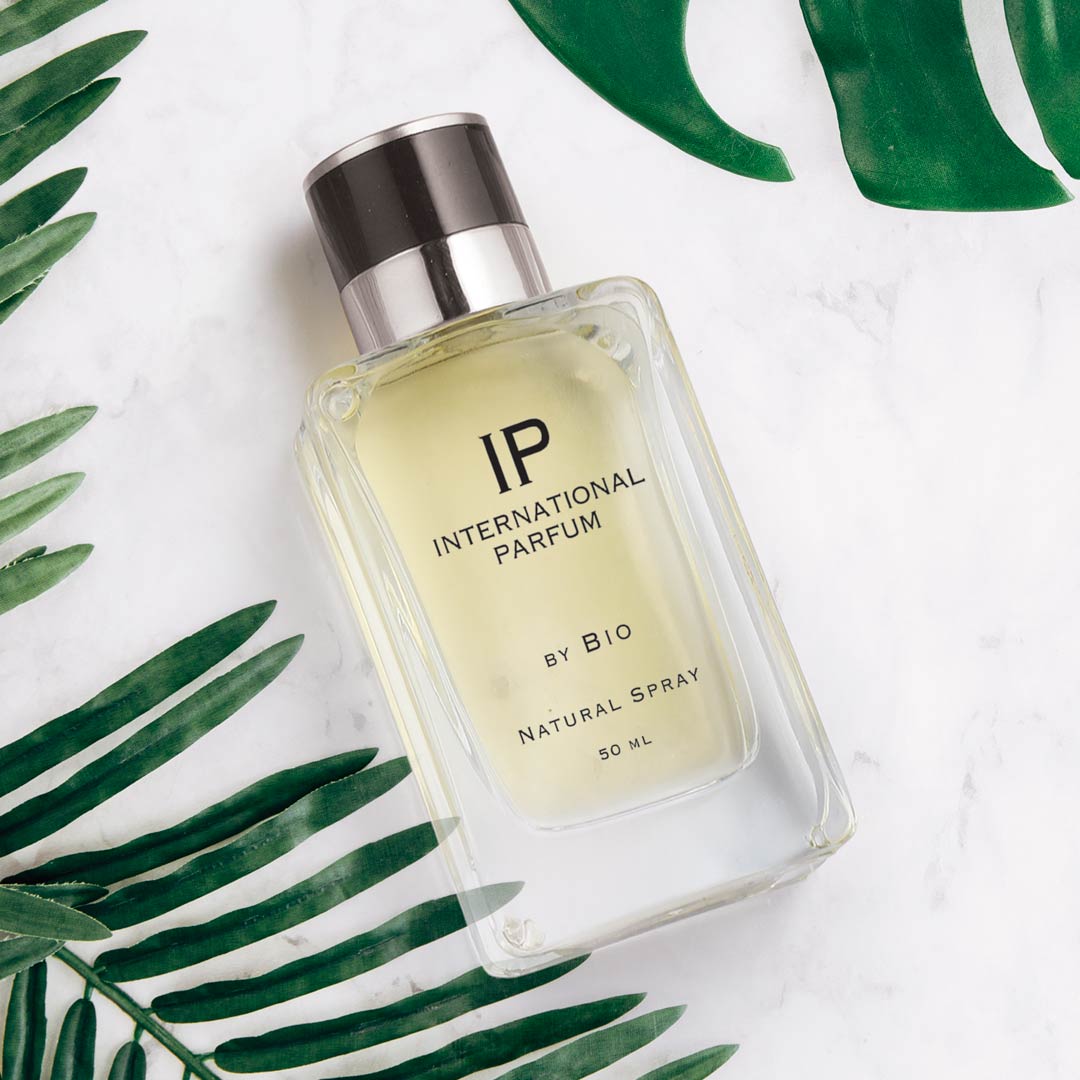 IP
INTERNATIONAL
PARFUM
BY BIO
NATURAL SPRAY
50 ML